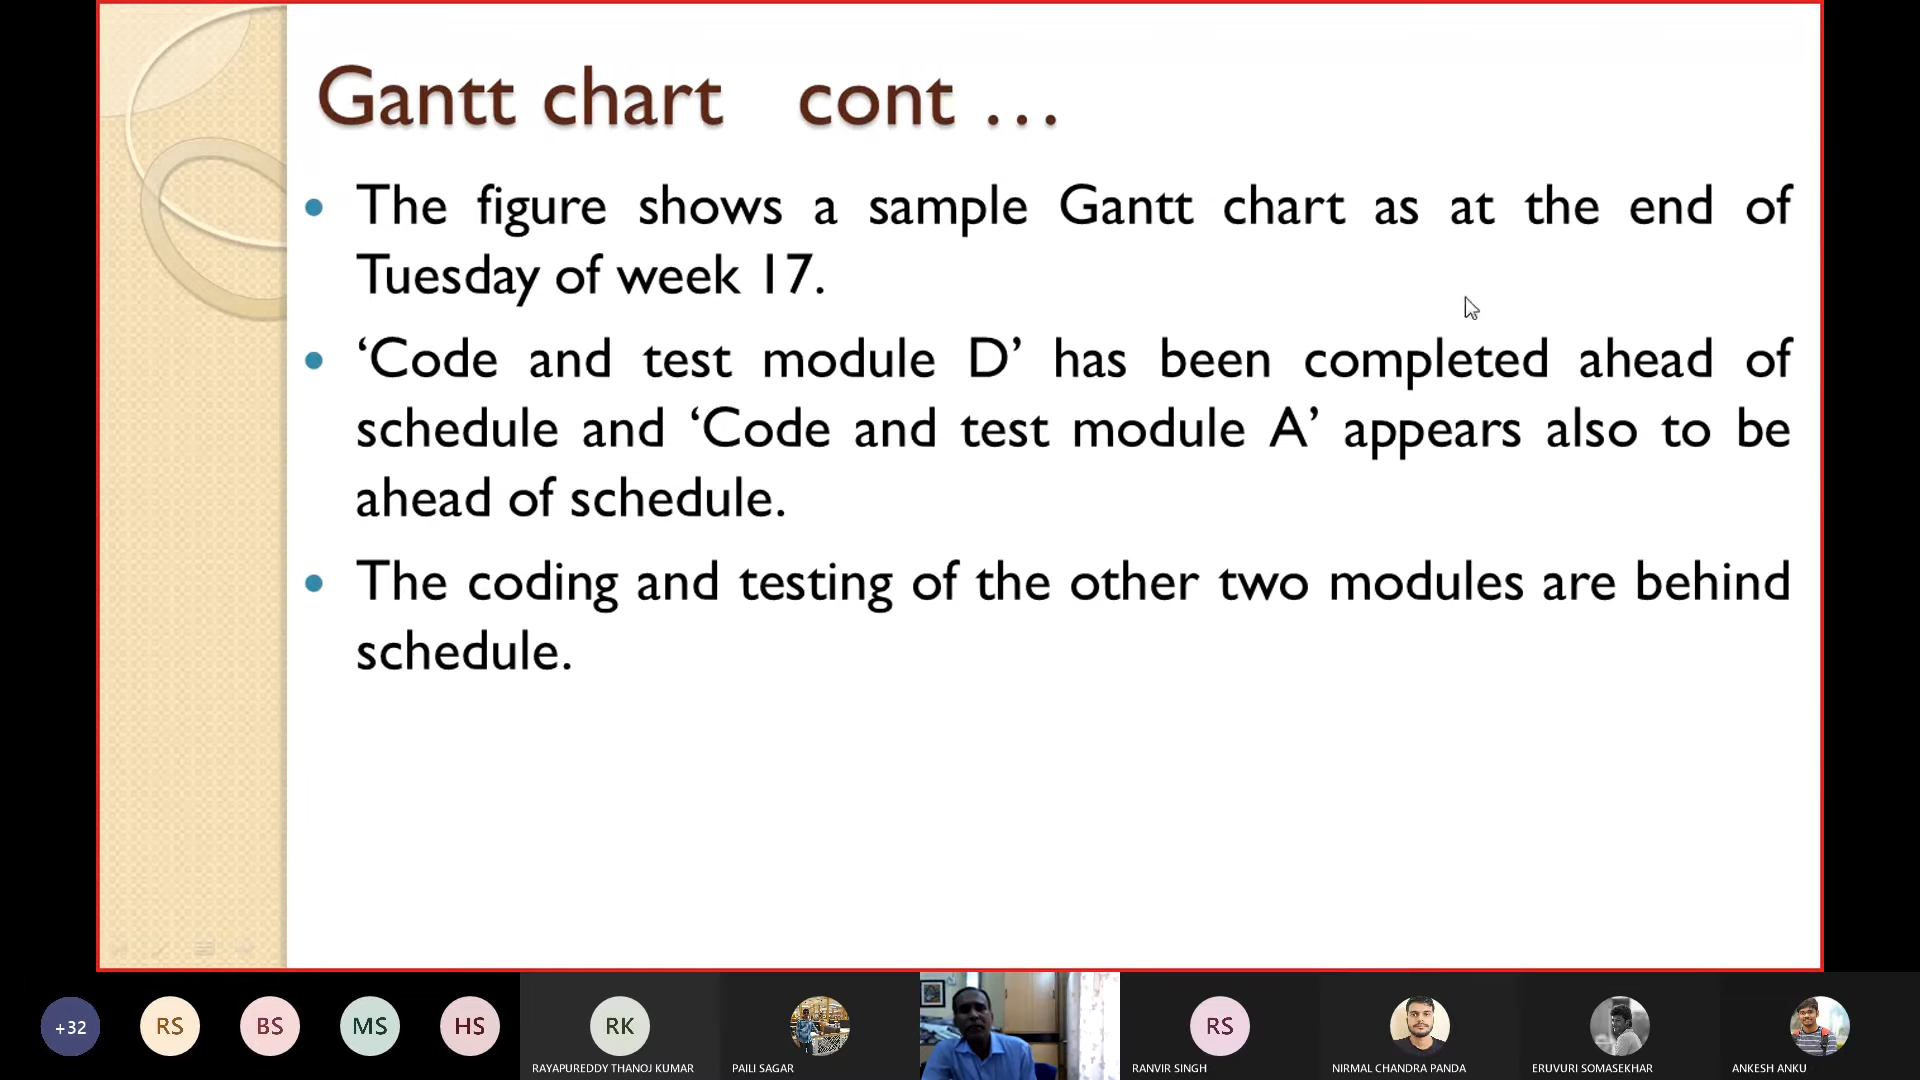 Gantt chart cont …
• The figure shows a sample Gantt chart as at the end of
Tuesday of week 17.
• ‘Code and test module D’ has been completed ahead of
schedule and ‘Code and test module A’ appears also to be
ahead of schedule.
• The coding and testing of the other two modules are behind
schedule.
+32
RS
BS
MS
HS
RK
RS
RAYAPUREDDY THANOJ KUMAR
PAILI SAGAR
RANVIR SINGH
NIRMAL CHANDRA PANDA
ERUVURI SOMASEKHAR
ANKESH ANKU